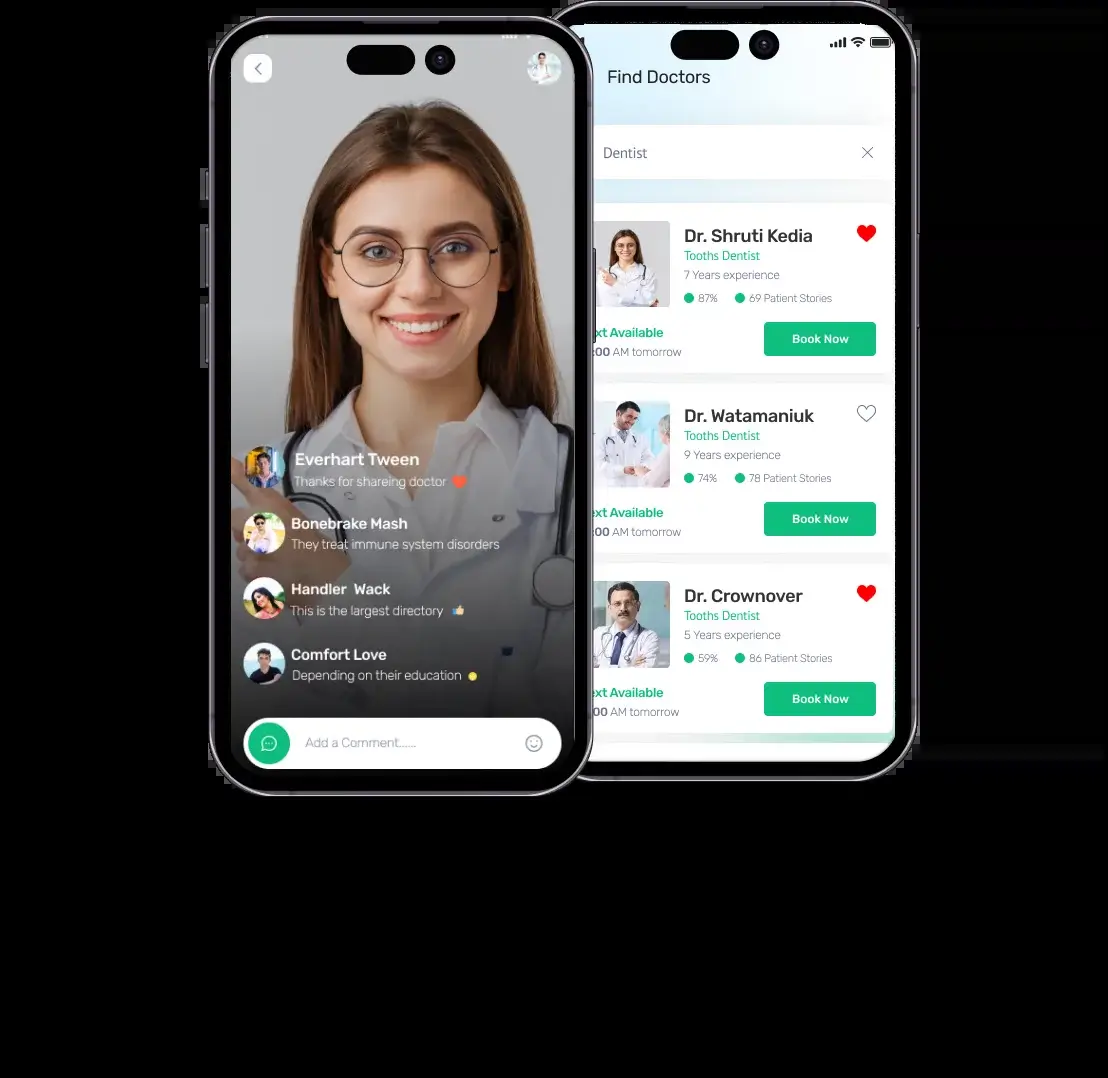 Everhart Tween
Thanks for shareing doctor
Bonebrake Mash
They treat immune system disorders
Handler Wack
This is the largest directory
Comfort Love
Depending on their education
Add a Comment......
Find Doctors
Dentist
Dr. Shruti Kedia
Tooths Dentist
7 Years experience
87% 69 Patient Stories
xt Available
:00 AM tomorrow
Book Now
Dr. Watamaniuk
Tooths Dentist
9 Years experience
74% 78 Patient Stories
ext Available
:00 AM tomorrow
Book Now
Dr. Crownover
Tooths Dentist
5 Years experience
59% 86 Patient Stories
ext Available
00 AM tomorrow
Book Now